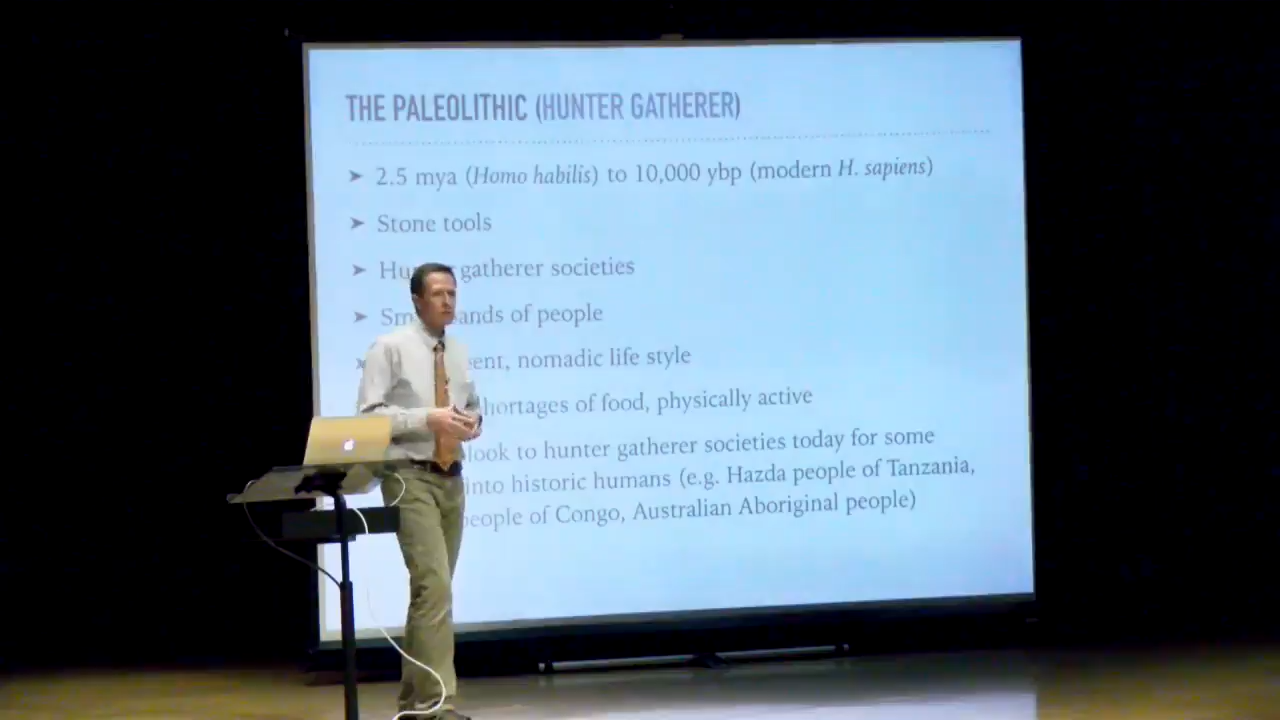 THE PALEOLITHIC (HUNTER GATHERER)
➤ 2.5 mya (Homo habilis) to 10,000 ybp (modern H. sapiens)
➤ Stone tools
➤ Hu gatherer societies
➤ Sm ands of people
ent, nomadic life style
hortages of food, physically active
look to hunter gatherer societies today for some
into historic humans (e.g. Hazda people of Tanzania,
people of Congo, Australian Aboriginal people)